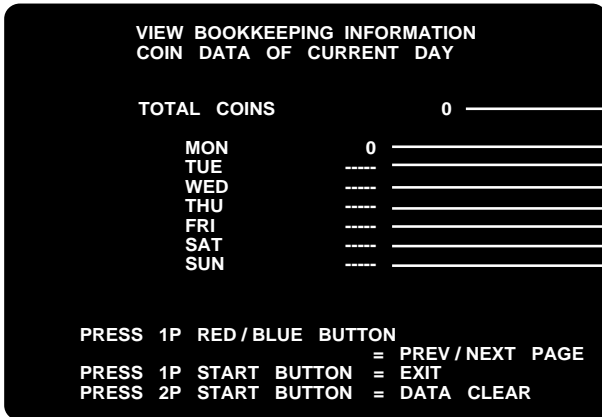 VIEW BOOKKEEPING INFORMATION
COIN DATA OF CURRENT DAY
TOTAL COINS 0
MON 0
TUE -----
WED -----
THU -----
FRI -----
SAT -----
SUN -----
PRESS 1P RED / BLUE BUTTON
= PREV / NEXT PAGE
PRESS 1P START BUTTON = EXIT
PRESS 2P START BUTTON = DATA CLEAR